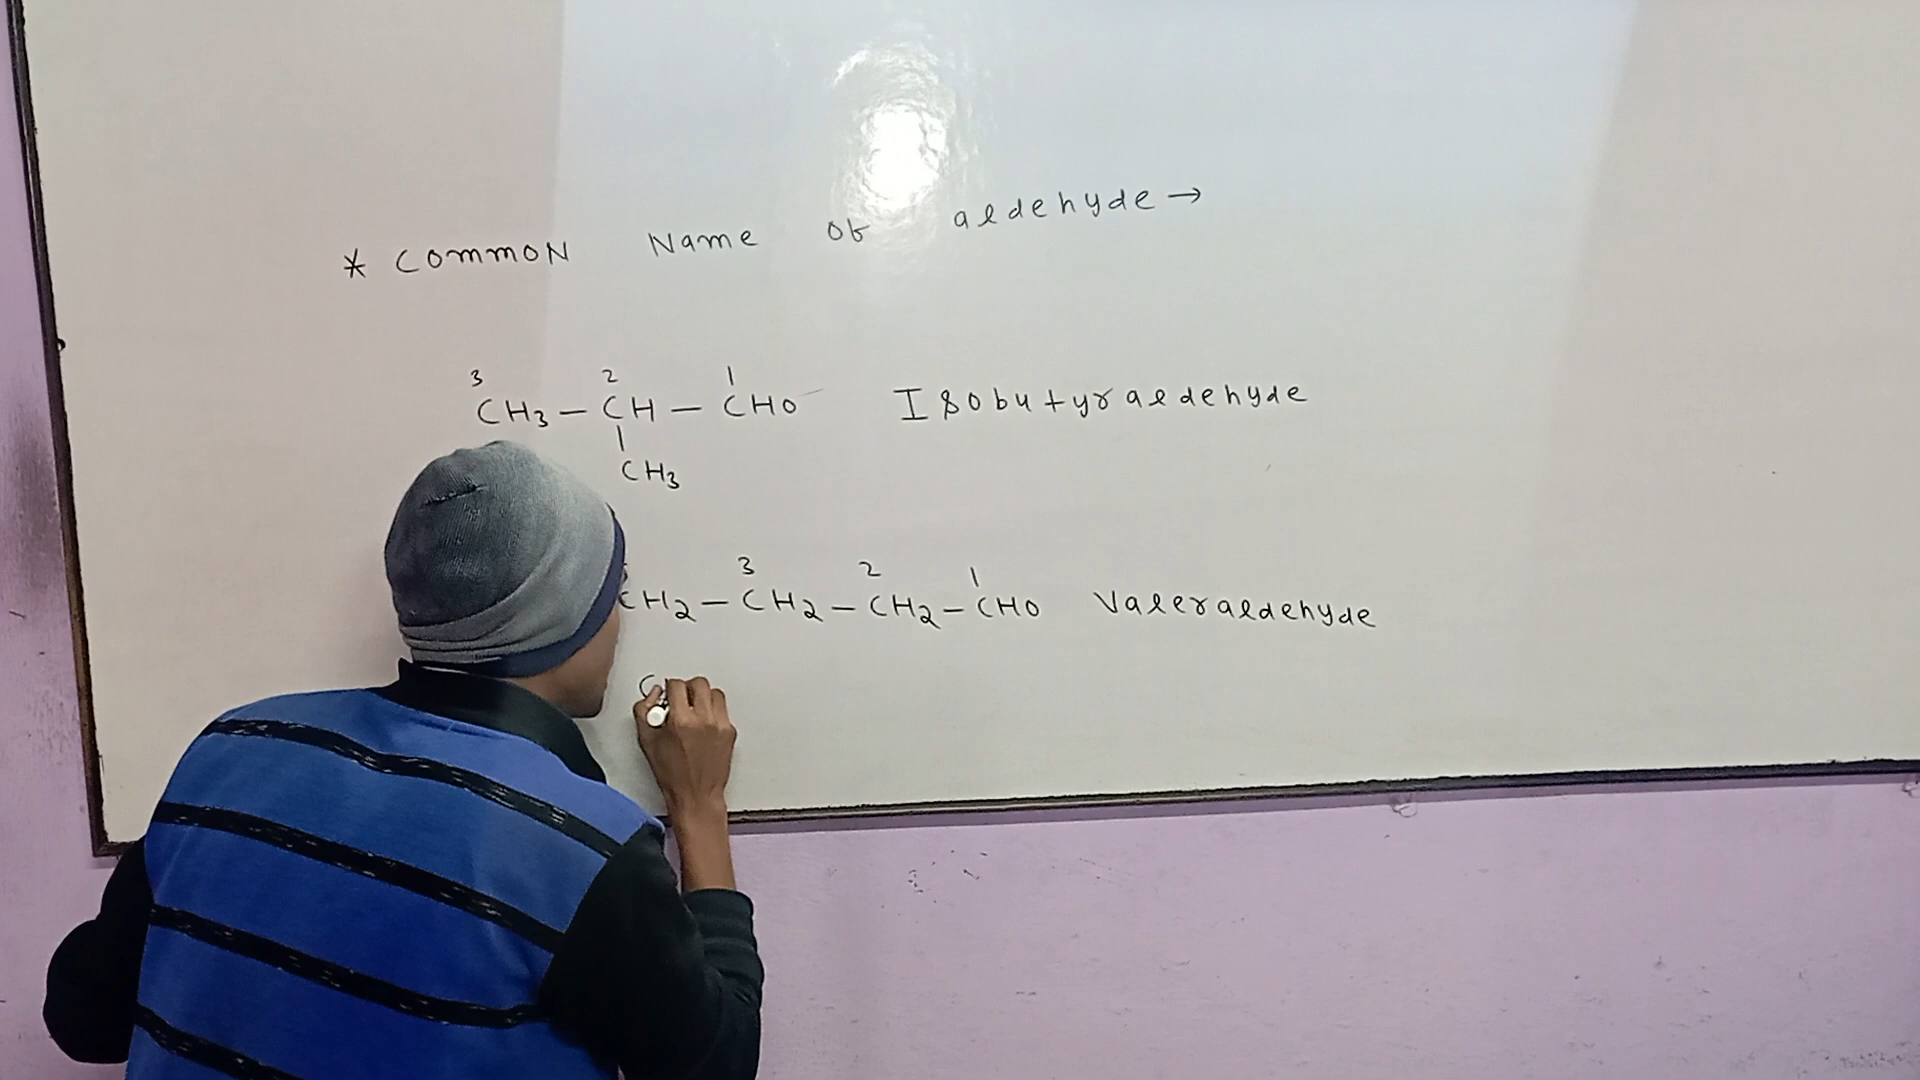 * Common Name of aldehyde →
3 2 1
CH3 — CH — CHO Isobutyraldehyde
|
CH3
3 2 1
CH2 — CH2 — CH2 — CHO Valeraldehyde
C